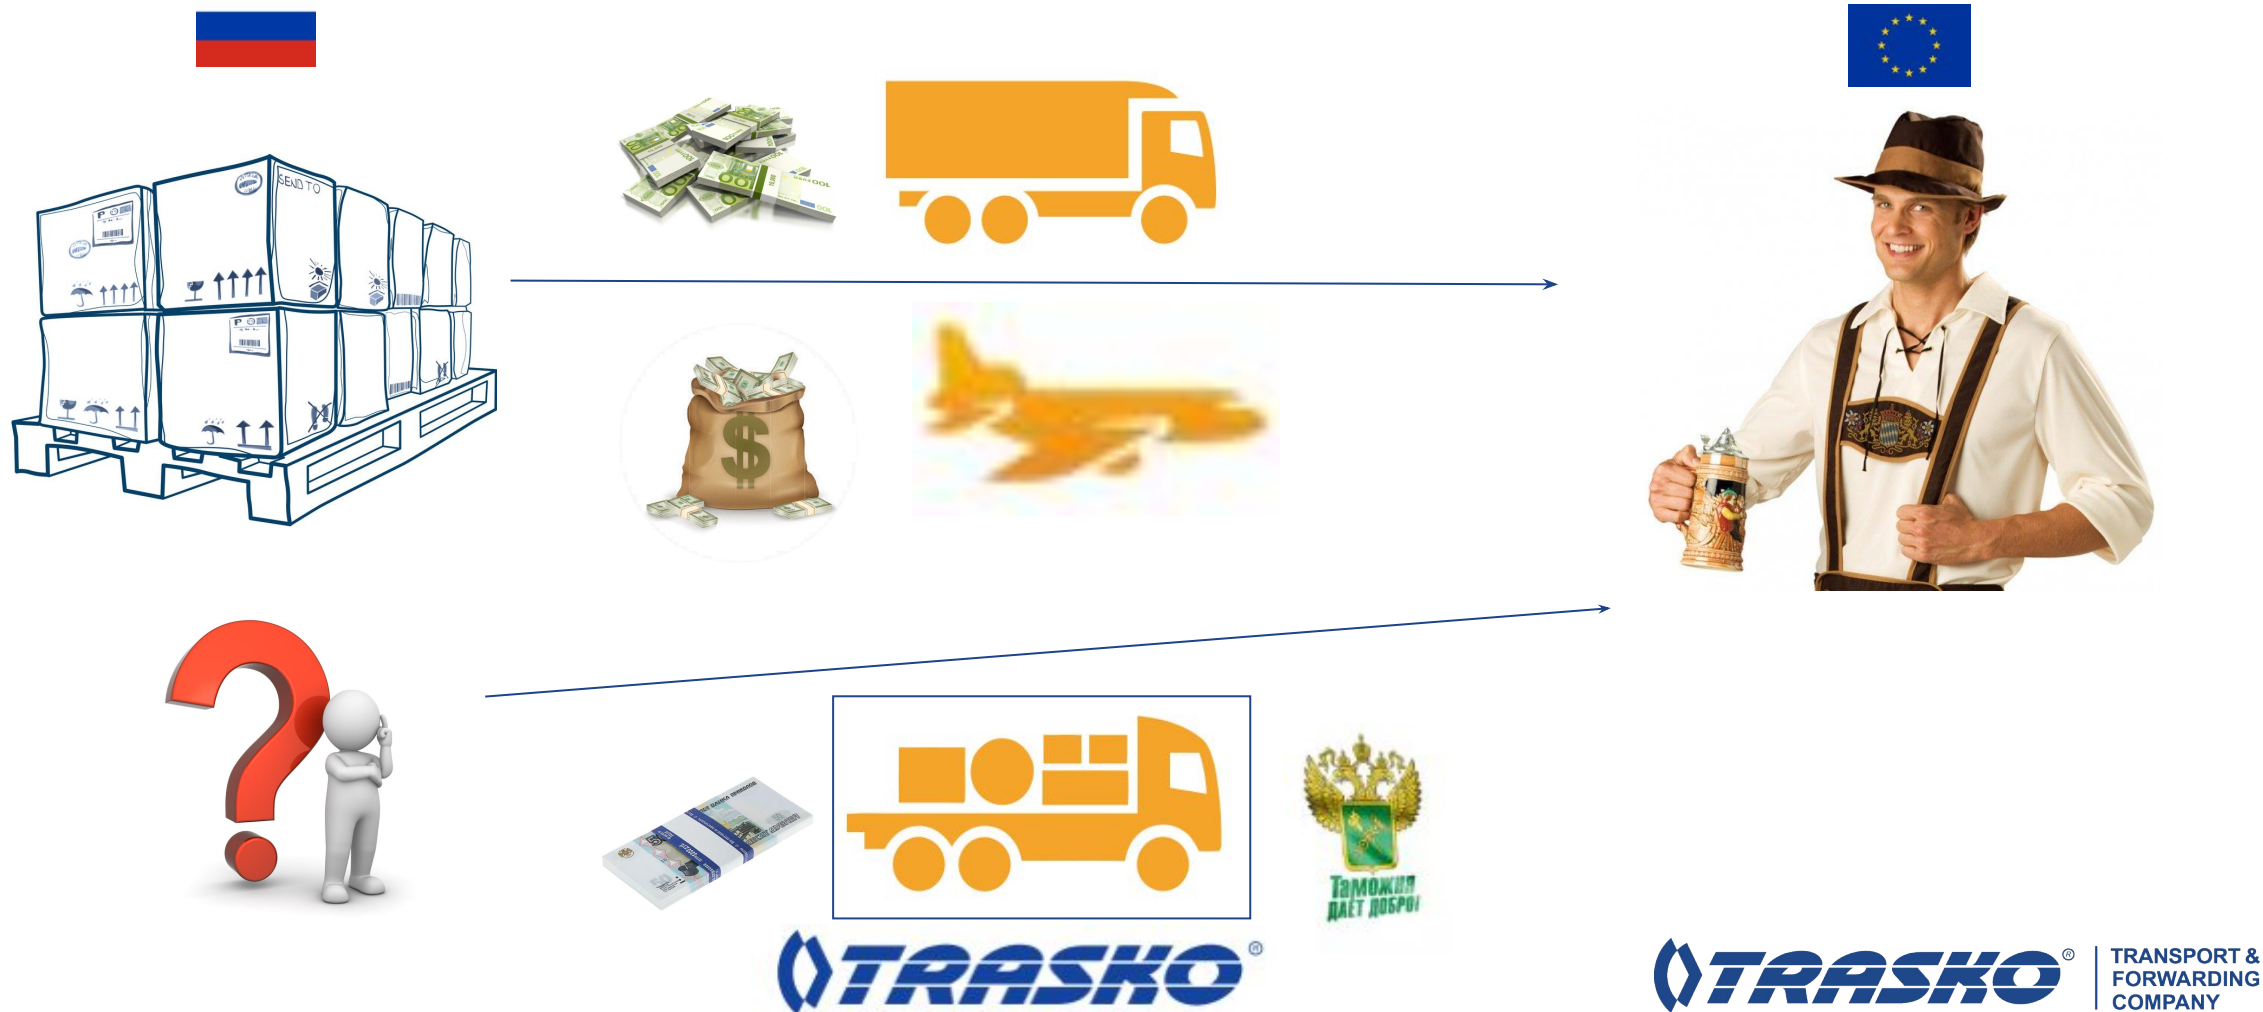 SEND TO
P
P
$
Таможня
ДАЕТ ДОБРО!
TRASKO®
TRASKO®
TRANSPORT &
FORWARDING
COMPANY